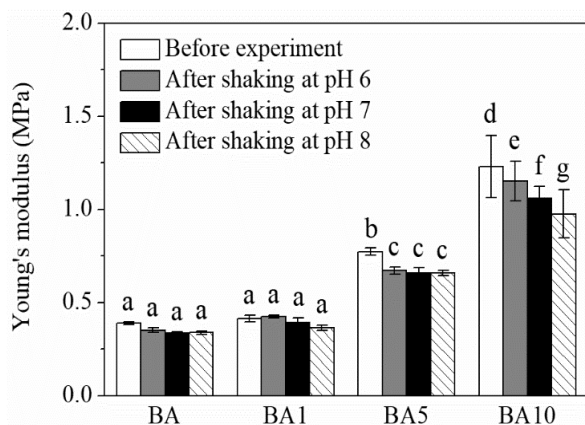 2.0
1.5
1.0
0.5
0.0
Young's modulus (MPa)
Before experiment
After shaking at pH 6
After shaking at pH 7
After shaking at pH 8
a a a a
a a a a
b c c c
d e f g
BA BA1 BA5 BA10